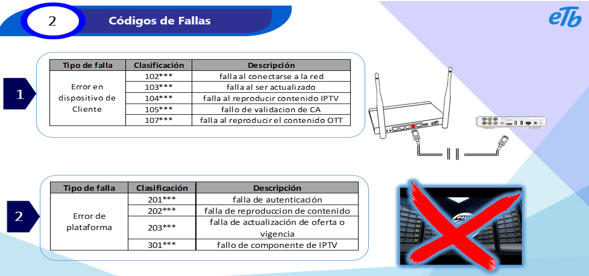 2
Códigos de Fallas
eTb
1
Tipo de falla Clasificación Descripción
Error en dispositivo de Cliente
102*** falla al conectarse a la red
103*** falla al ser actualizado
104*** falla al reproducir contenido IPTV
105*** fallo de validacion de CA
107*** falla al reproducir el contenido OTT
2
Tipo de falla Clasificación Descripción
Error de plataforma
201*** falla de autenticación
202*** falla de reproduccion de contenido
203*** falla de actualización de oferta o vigencia
301*** fallo de componente de IPTV